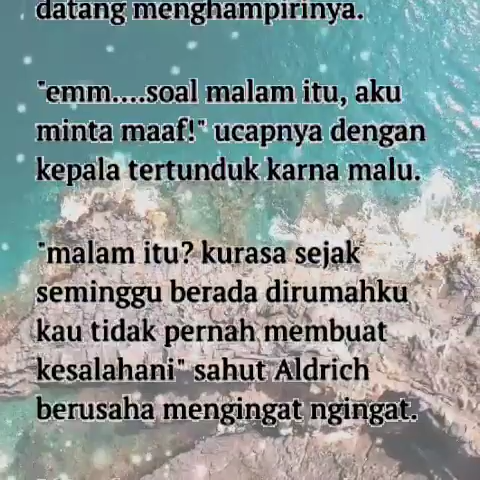 datang menghampirinya.
"emm....soal malam itu, aku
minta maaf!" ucapnya dengan
kepala tertunduk karna malu.
"malam itu? kurasa sejak
seminggu berada dirumahku
kau tidak pernah membuat
kesalahani" sahut Aldrich
berusaha mengingat ngingat.